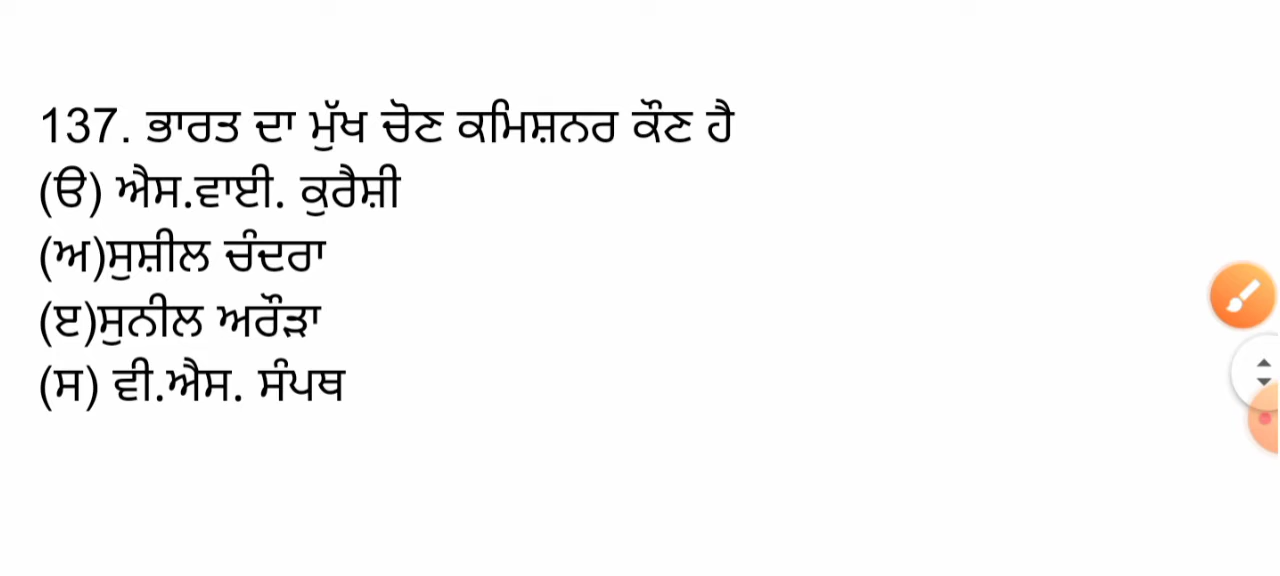 137. ਭਾਰਤ ਦਾ ਮੁੱਖ ਚੋਣ ਕਮਿਸ਼ਨਰ ਕੌਣ ਹੈ
(ੳ) ਐਸ.ਵਾਈ. ਕੁਰੈਸ਼ੀ
(ਅ)ਸੁਸ਼ੀਲ ਚੰਦਰਾ
(ੲ)ਸੁਨੀਲ ਅਰੌੜਾ
(ਸ) ਵੀ.ਐਸ. ਸੰਪਥ